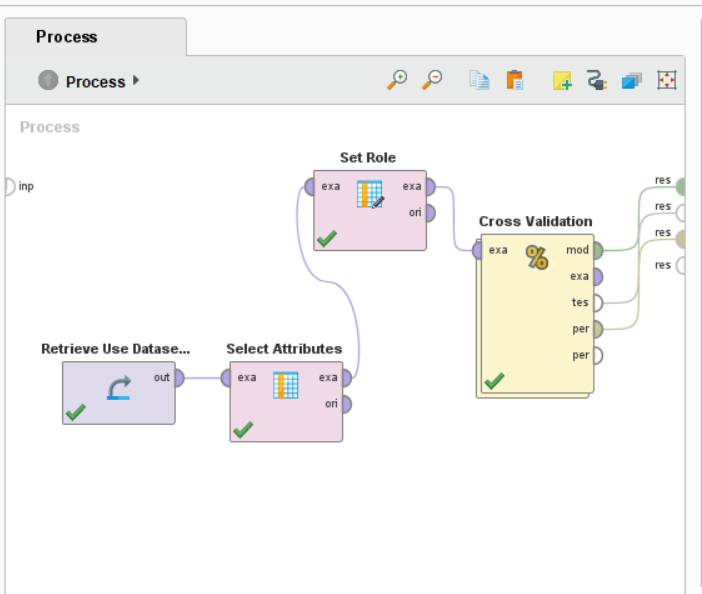 Process
Process
Process
inp
Set Role
exa
exa
ori
Cross Validation
exa
mod
exa
tes
per
per
res
res
res
res
Retrieve Use Datase...
out
Select Attributes
exa
exa
ori